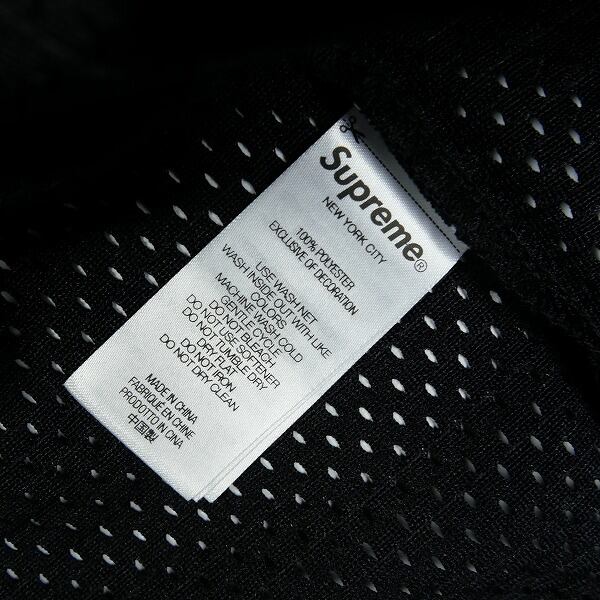 Supreme®
NEW YORK CITY
100% POLYESTER
EXCLUSIVE OF DECORATION
USE WASH NET
WASH INSIDE OUT WITH LIKE
COLORS
MACHINE WASH COLD
GENTLE CYCLE
DO NOT BLEACH
DO NOT USE SOFTENER
DO NOT TUMBLE DRY
DRY FLAT
DO NOT IRON
DO NOT DRY CLEAN
MADE IN CHINA
FABRIQUÉ EN CHINE
PRODOTTO IN CINA
中国製